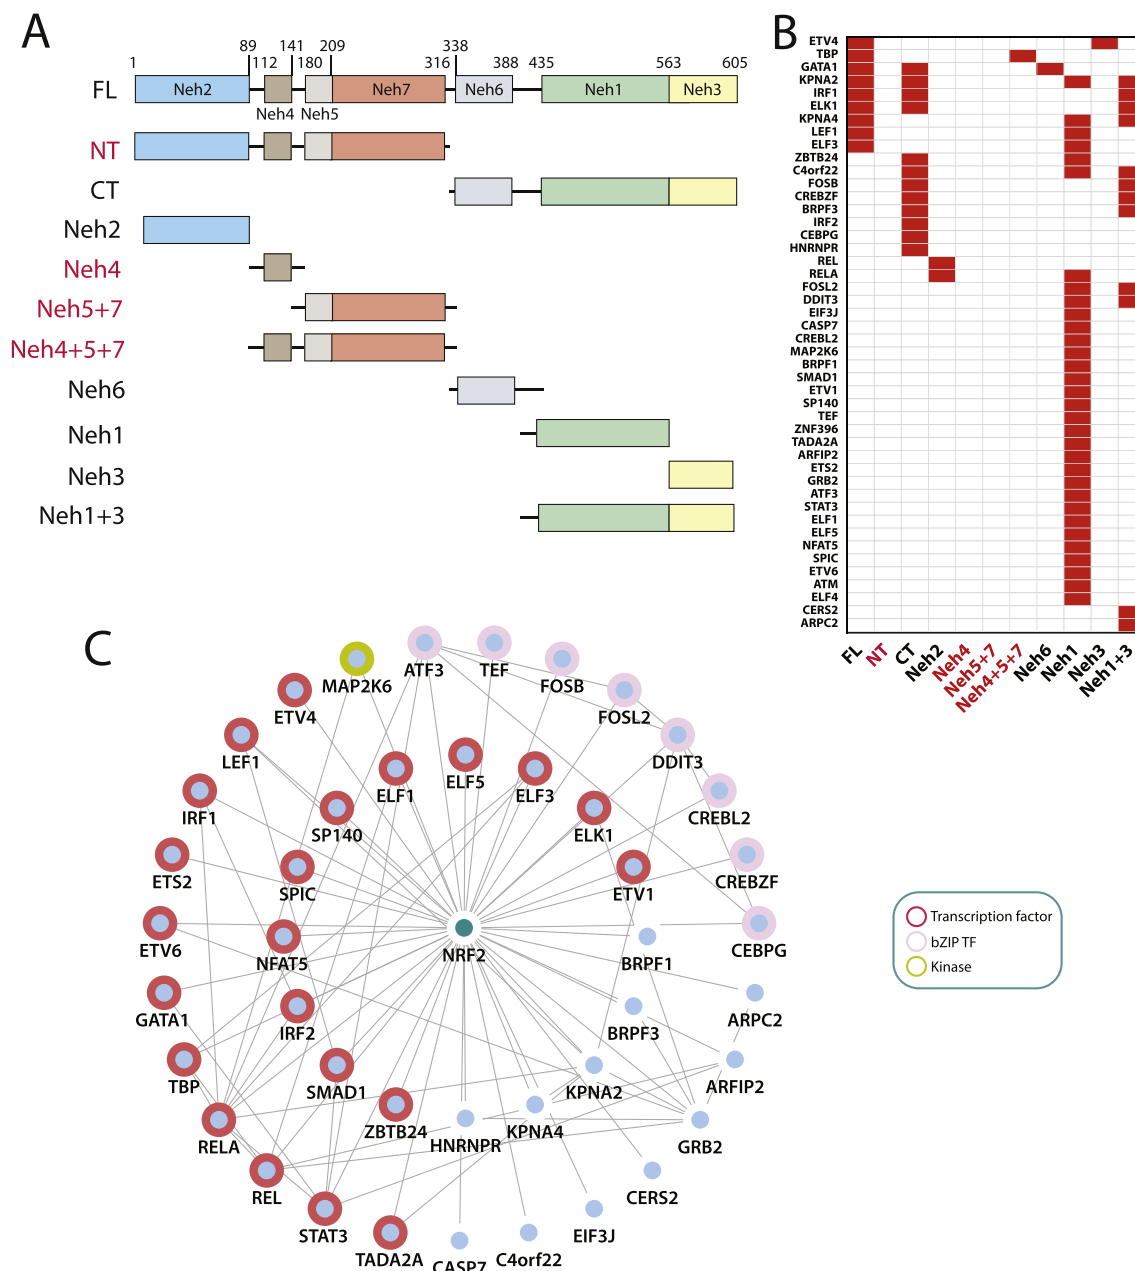 A
89 141 209 338
1 112 180 316 388 435 563 605
FL Neh2 Neh7 Neh6 Neh1 Neh3
Neh4 Neh5
NT
CT
Neh2
Neh4
Neh5+7
Neh4+5+7
Neh6
Neh1
Neh3
Neh1+3
B
ETV4
TBP
GATA1
KPNA2
IRF1
ELK1
KPNA4
LEF1
ELF3
ZBTB24
C4orf22
FOSB
CREBZF
BRPF3
IRF2
CEBPG
HNRNPR
REL
RELA
FOSL2
DDIT3
EIF3J
CASP7
CREBL2
MAP2K6
BRPF1
SMAD1
ETV1
SP140
TEF
ZNF396
TADA2A
ARFIP2
ETS2
GRB2
ATF3
STAT3
ELF1
ELF5
NFAT5
SPIC
ETV6
ATM
ELF4
CERS2
ARPC2
FL
NT
CT
Neh2
Neh4
Neh5+7
Neh4+5+7
Neh6
Neh1
Neh3
Neh1+3
C
MAP2K6
ATF3
TEF
FOSB
ETV4
FOSL2
LEF1
DDIT3
ELF1
ELF5
ELF3
IRF1
SP140
ELK1
CREBL2
ETS2
SPIC
ETV1
CREBZF
ETV6
NFAT5
NRF2
BRPF1
CEBPG
GATA1
IRF2
BRPF3
ARPC2
TBP
SMAD1
KPNA2
ARFIP2
RELA
ZBTB24
HNRNPR
KPNA4
GRB2
REL
CERS2
STAT3
TADA2A
CASP7
C4orf22
EIF3J
Transcription factor
bZIP TF
Kinase